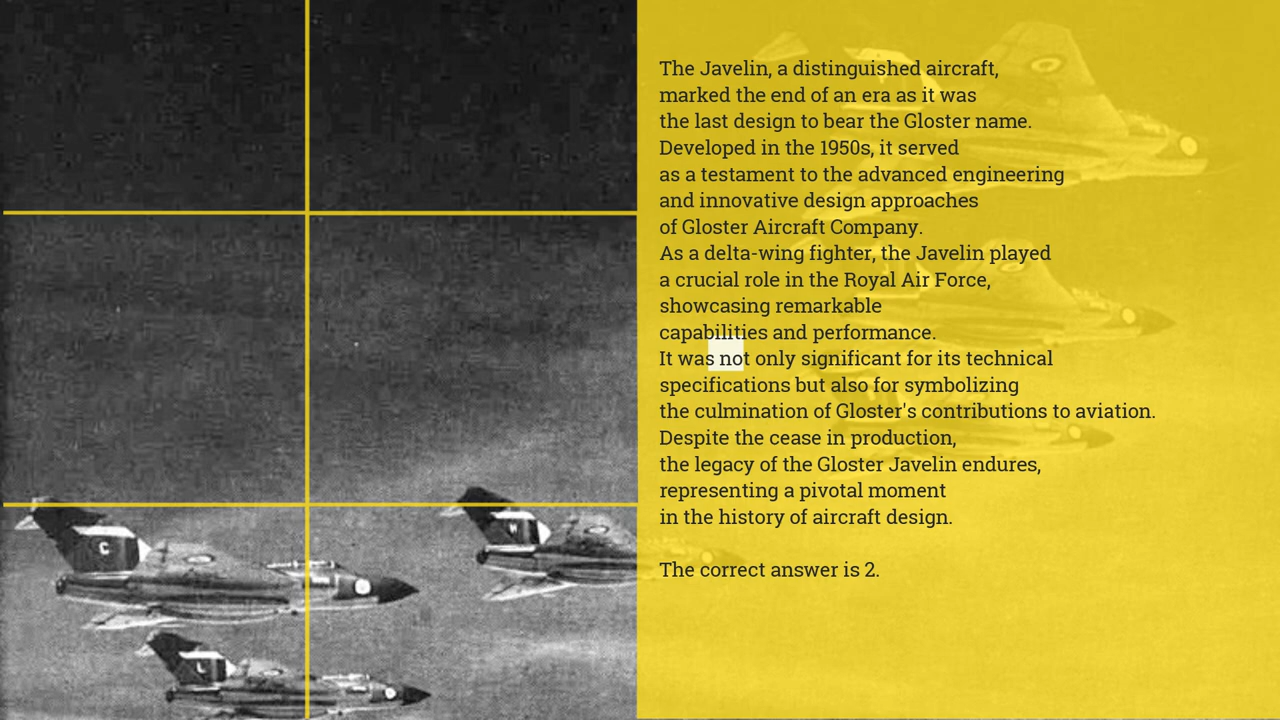 The Javelin, a distinguished aircraft,
marked the end of an era as it was
the last design to bear the Gloster name.
Developed in the 1950s, it served
as a testament to the advanced engineering
and innovative design approaches
of Gloster Aircraft Company.
As a delta-wing fighter, the Javelin played
a crucial role in the Royal Air Force,
showcasing remarkable
capabilities and performance.
It was not only significant for its technical
specifications but also for symbolizing
the culmination of Gloster's contributions to aviation.
Despite the cease in production,
the legacy of the Gloster Javelin endures,
representing a pivotal moment
in the history of aircraft design.
The correct answer is 2.
C
H
L